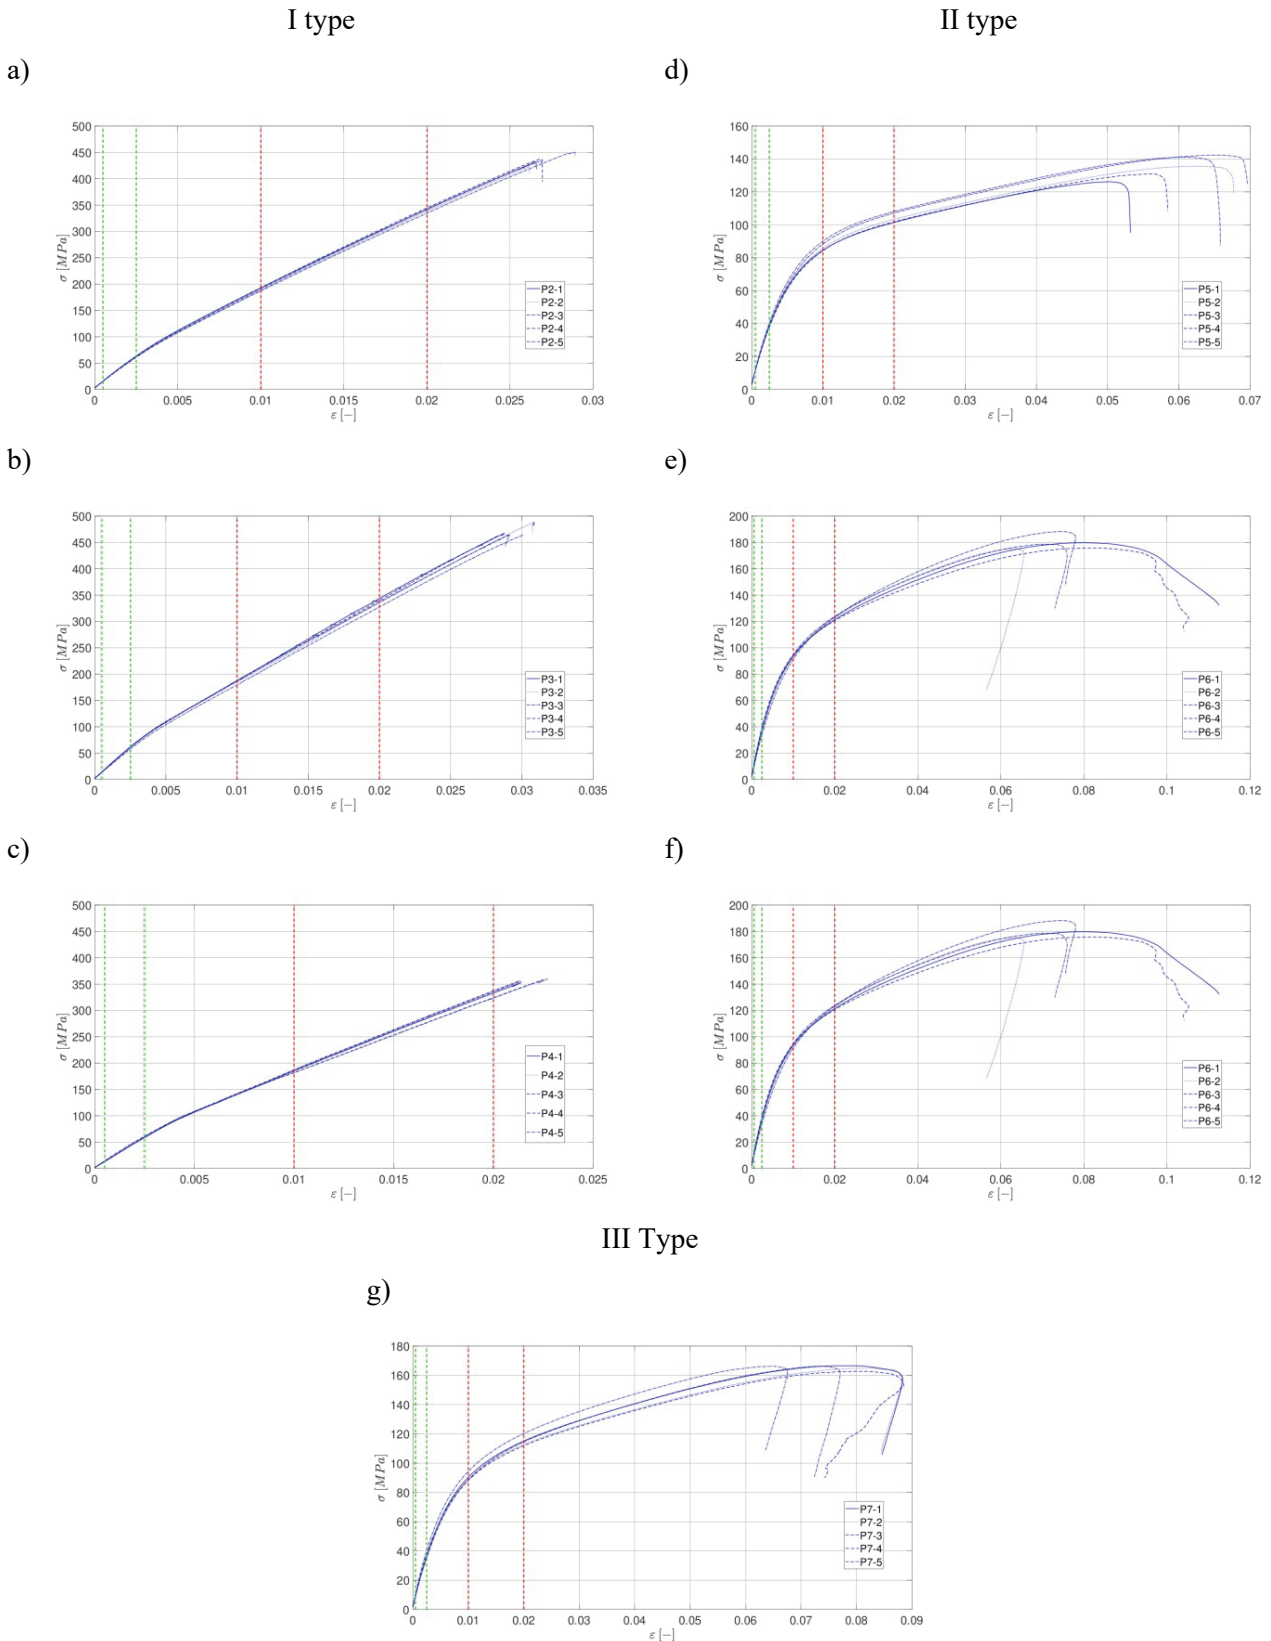 I type
II type
a)
d)
500
450
400
350
300
250
200
150
100
50
0
σ [MPa]
0 0.005 0.01 0.015 0.02 0.025 0.03
ε [−]
P2-1
P2-2
P2-3
P2-4
P2-5
160
140
120
100
80
60
40
20
0
σ [MPa]
0 0.01 0.02 0.03 0.04 0.05 0.06 0.07
ε [−]
P5-1
P5-2
P5-3
P5-4
P5-5
b)
e)
500
450
400
350
300
250
200
150
100
50
0
σ [MPa]
0 0.005 0.01 0.015 0.02 0.025 0.03 0.035
ε [−]
P3-1
P3-2
P3-3
P3-4
P3-5
200
180
160
140
120
100
80
60
40
20
0
σ [MPa]
0 0.02 0.04 0.06 0.08 0.1 0.12
ε [−]
P6-1
P6-2
P6-3
P6-4
P6-5
c)
f)
500
450
400
350
300
250
200
150
100
50
0
σ [MPa]
0 0.005 0.01 0.015 0.02 0.025
ε [−]
P4-1
P4-2
P4-3
P4-4
P4-5
200
180
160
140
120
100
80
60
40
20
0
σ [MPa]
0 0.02 0.04 0.06 0.08 0.1 0.12
ε [−]
P6-1
P6-2
P6-3
P6-4
P6-5
III Type
g)
180
160
140
120
100
80
60
40
20
0
σ [MPa]
0 0.01 0.02 0.03 0.04 0.05 0.06 0.07 0.08 0.09
ε [−]
P7-1
P7-2
P7-3
P7-4
P7-5